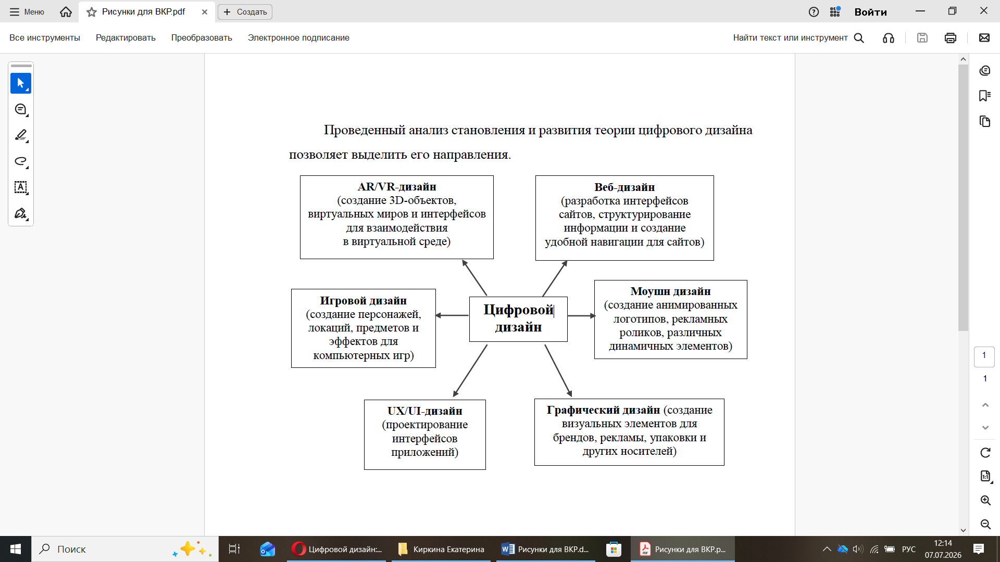 Меню
Рисунки для ВКР.pdf
Создать
Войти
Все инструменты
Редактировать
Преобразовать
Электронное подписание
Найти текст или инструмент
Проведенный анализ становления и развития теории цифрового дизайна
позволяет выделить его направления.
AR/VR-дизайн
(создание 3D-объектов,
виртуальных миров и интерфейсов
для взаимодействия
в виртуальной среде)
Веб-дизайн
(разработка интерфейсов
сайтов, структурирование
информации и создание
удобной навигации для сайтов)
Игровой дизайн
(создание персонажей,
локаций, предметов и
эффектов для
компьютерных игр)
Цифровой
дизайн
Моушн дизайн
(создание анимированных
логотипов, рекламных
роликов, различных
динамичных элементов)
UX/UI-дизайн
(проектирование
интерфейсов
приложений)
Графический дизайн (создание
визуальных элементов для
брендов, рекламы, упаковки и
других носителей)
1
1
Поиск
Цифровой дизайн:...
Киркина Екатерина
Рисунки для ВКР.d...
Рисунки для ВКР.p...
РУС
12:14
07.07.2026